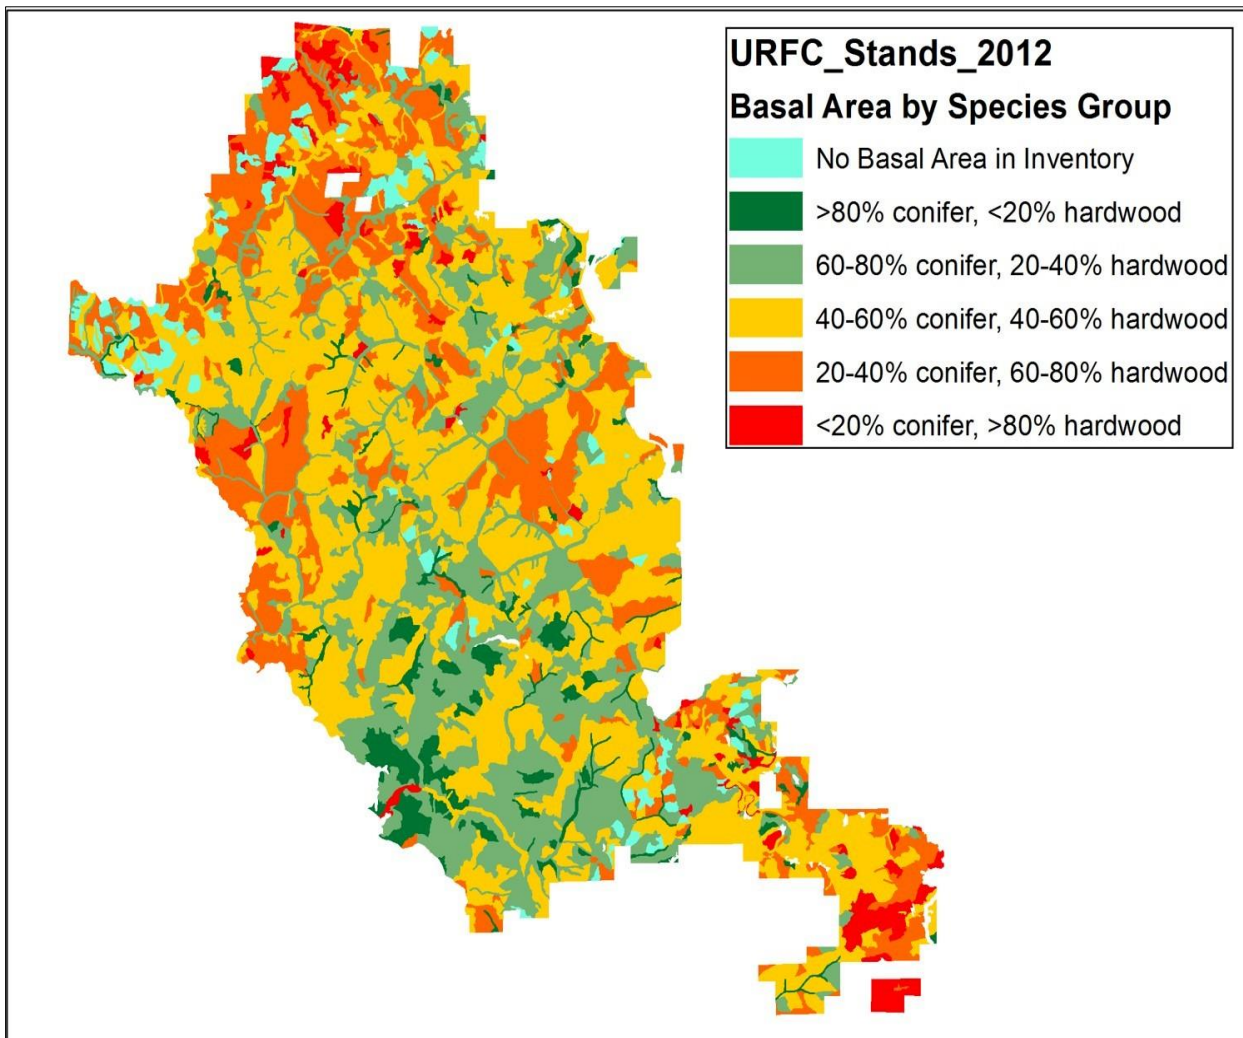 URFC_Stands_2012
Basal Area by Species Group
No Basal Area in Inventory
>80% conifer, <20% hardwood
60-80% conifer, 20-40% hardwood
40-60% conifer, 40-60% hardwood
20-40% conifer, 60-80% hardwood
<20% conifer, >80% hardwood